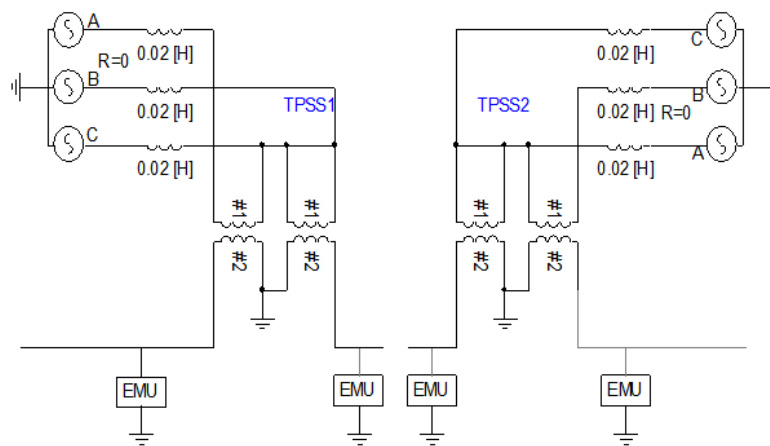 A
C
0.02 [H]
0.02 [H]
R=0
B
B
TPSS1
TPSS2
0.02 [H]
0.02 [H]
R=0
C
A
0.02 [H]
0.02 [H]
#1
#1
#1
#1
#2
#2
#2
#2
EMU
EMU
EMU
EMU